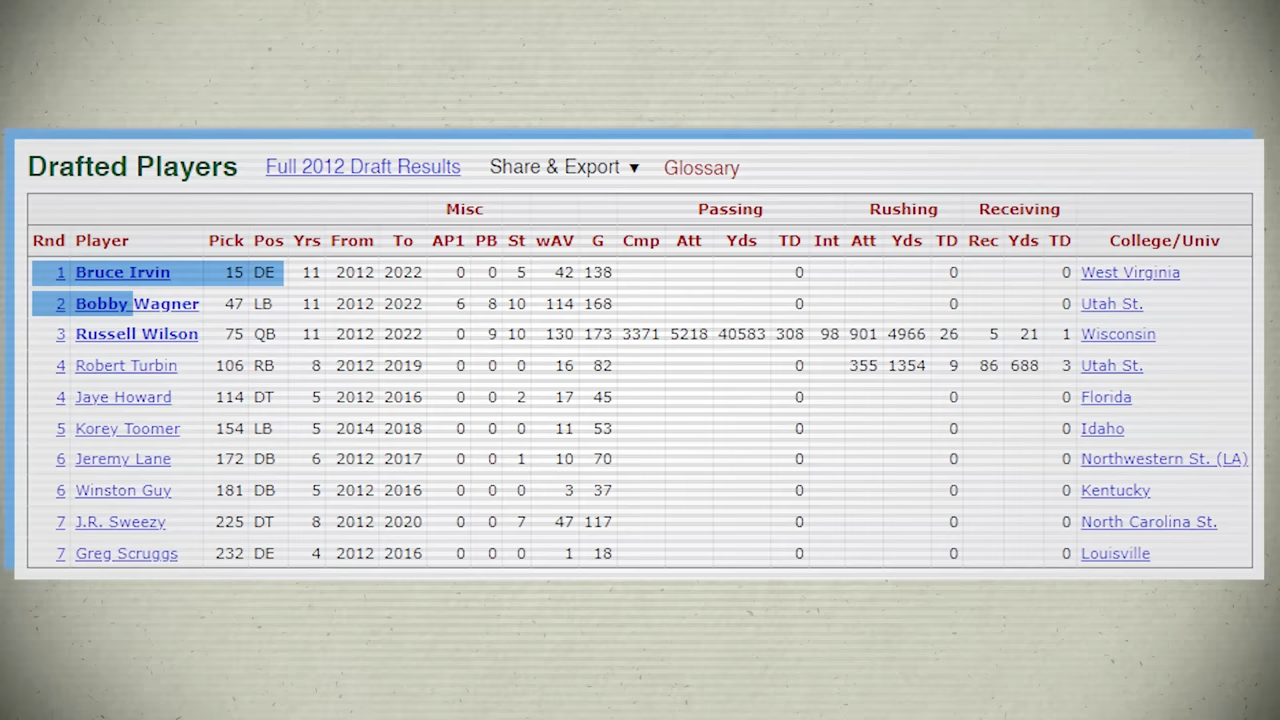 Drafted Players Full 2012 Draft Results Share & Export ▼ Glossary
Misc Passing Rushing Receiving
Rnd Player Pick Pos Yrs From To AP1 PB St wAV G Cmp Att Yds TD Int Att Yds TD Rec Yds TD College/Univ
1 Bruce Irvin 15 DE 11 2012 2022 0 0 5 42 138 0 0 0 West Virginia
2 Bobby Wagner 47 LB 11 2012 2022 6 8 10 114 168 0 0 0 Utah St.
3 Russell Wilson 75 QB 11 2012 2022 0 9 10 130 173 3371 5218 40583 308 98 901 4966 26 5 21 1 Wisconsin
4 Robert Turbin 106 RB 8 2012 2019 0 0 0 16 82 0 355 1354 9 86 688 3 Utah St.
4 Jaye Howard 114 DT 5 2012 2016 0 0 2 17 45 0 0 0 Florida
5 Korey Toomer 154 LB 5 2014 2018 0 0 0 11 53 0 0 0 Idaho
6 Jeremy Lane 172 DB 6 2012 2017 0 0 1 10 70 0 0 0 Northwestern St. (LA)
6 Winston Guy 181 DB 5 2012 2016 0 0 0 3 37 0 0 0 Kentucky
7 J.R. Sweezy 225 DT 8 2012 2020 0 0 7 47 117 0 0 0 North Carolina St.
7 Greg Scruggs 232 DE 4 2012 2016 0 0 0 1 18 0 0 0 Louisville